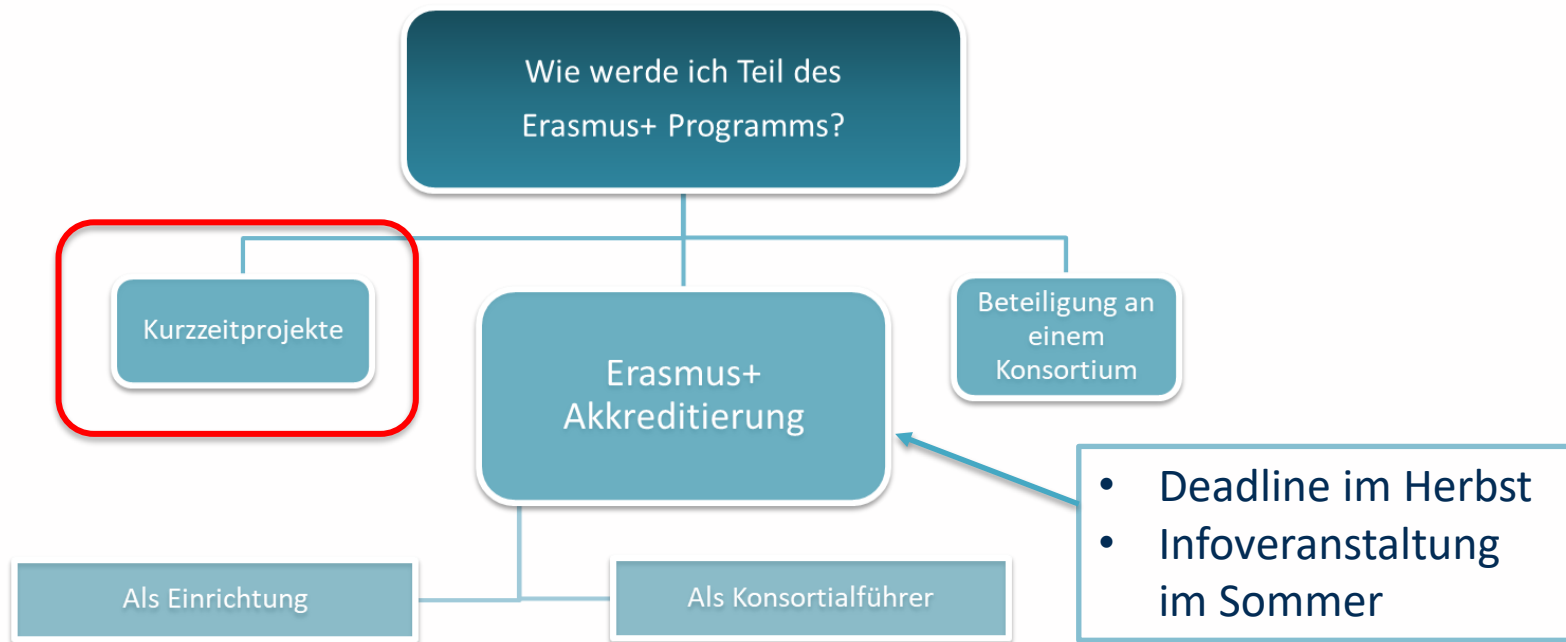 Wie werde ich Teil des
Erasmus+ Programms?
Kurzzeitprojekte
Erasmus+
Akkreditierung
Beteiligung an
einem
Konsortium
• Deadline im Herbst
• Infoveranstaltung
im Sommer
Als Einrichtung
Als Konsortialführer